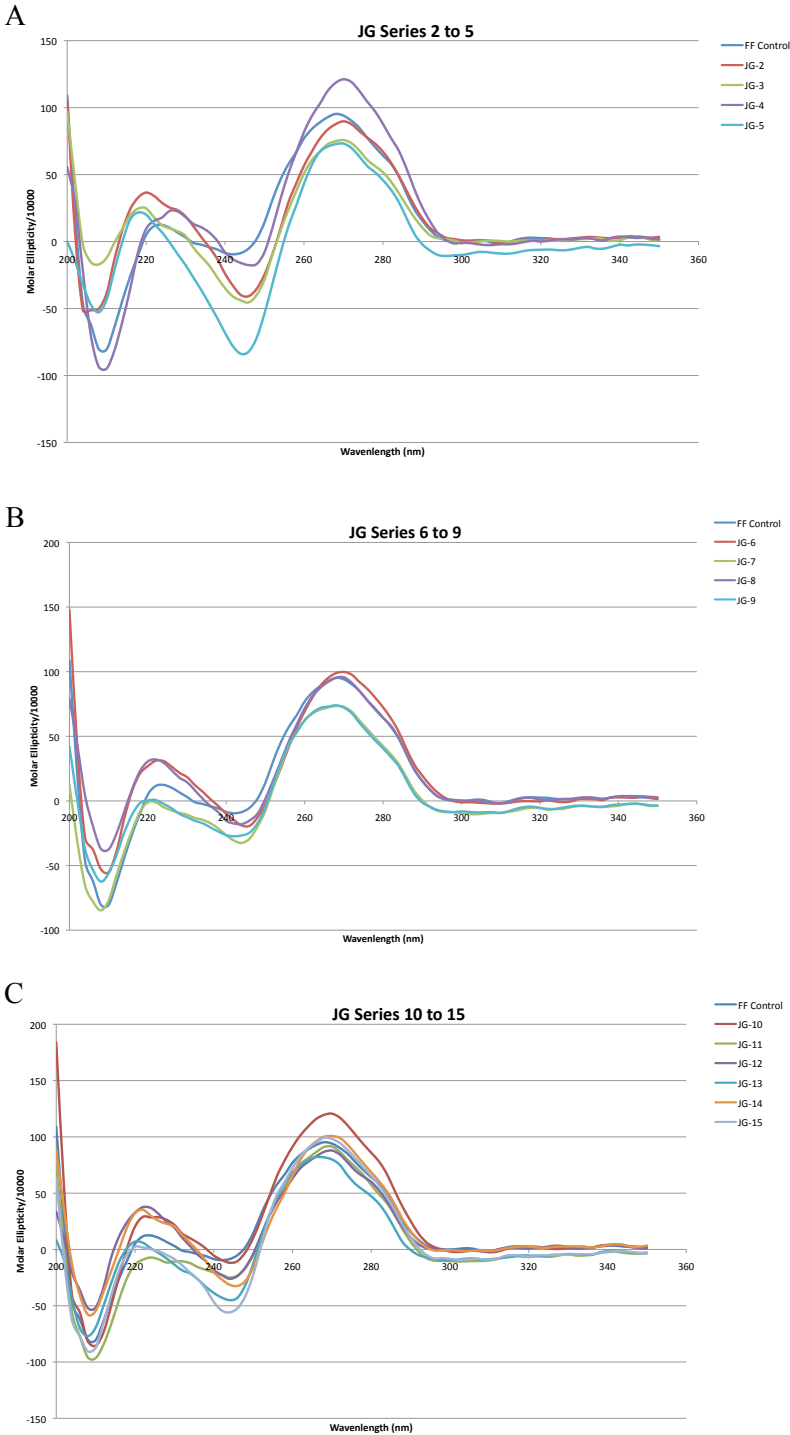 A
JG Series 2 to 5
150
100
50
0
-50
-100
-150
200
220
240
260
280
300
320
340
360
Molar Ellipticity/10000
Wavenlength (nm)
FF Control
JG-2
JG-3
JG-4
JG-5
B
JG Series 6 to 9
200
150
100
50
0
-50
-100
200
220
240
260
280
300
320
340
360
Molar Ellipticity/10000
Wavenlength (nm)
FF Control
JG-6
JG-7
JG-8
JG-9
C
JG Series 10 to 15
200
150
100
50
0
-50
-100
-150
200
220
240
260
280
300
320
340
360
Molar Ellipticity/10000
Wavenlength (nm)
FF Control
JG-10
JG-11
JG-12
JG-13
JG-14
JG-15